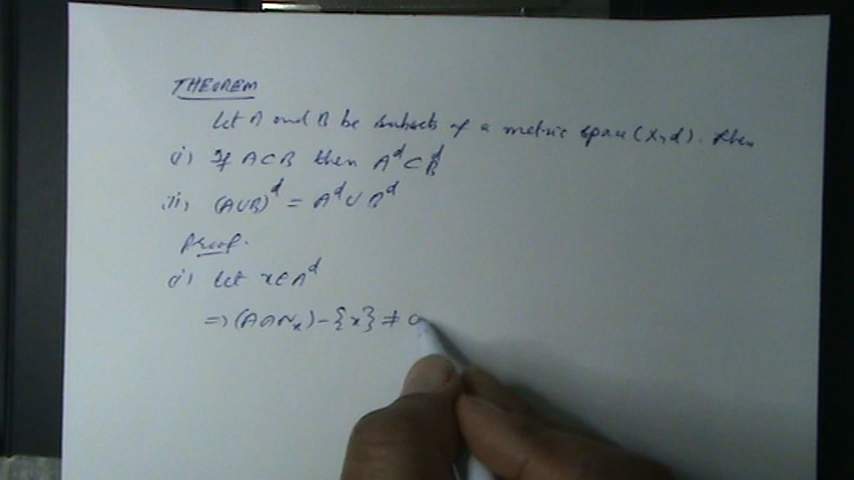 THEOREM
Let A and B be subsets of a metric space (X,d). Then
(i) If A⊂B then A^d ⊂ B^d
(ii) (A∪B)^d = A^d ∪ B^d
Proof.
(i) Let x∈A^d
⇒ (A∩N_x) - {x} ≠